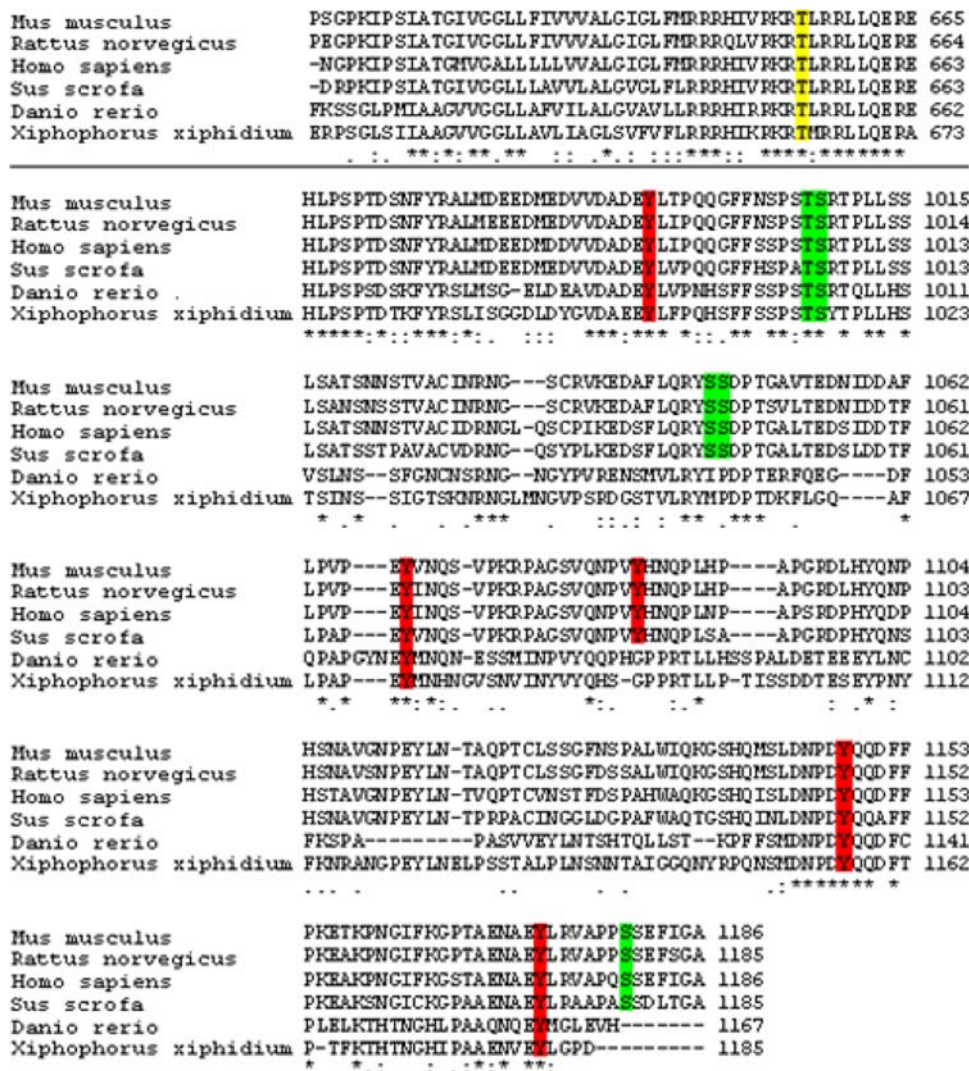 Mus musculus PSGPKIPSIATGIVGGLLFIVVVALGIGLFMRRRHIVRKRTLRRLLQERE 665
Rattus norvegicus PEGPKIPSIATGIVGGLLFIVVVALGIGLFMRRRQLVRKRTLRRLLQERE 664
Homo sapiens -NGPKIPSIATGMVGALLLLLVVALGIGLFMRRRHIVRKRTLRRLLQERE 663
Sus scrofa -DRPKIPSIATGIVGGLLLAVVLALGVGLFLRRRHIVRKRTLRRLLQERE 663
Danio rerio FKSSGLPMIAAGVVGGLLAFVILALGVAVLLRRRHIRRKRTLRRLLQERE 662
Xiphophorus xiphidium ERPSGLSIIAAGVVGGLLAVLIAGLSVFVFLRRRHIKRKRTMRRLLQERA 673
Mus musculus HLPSPTDSNFYRALMDEEDMEDVVDADEYLTPQQGFFNSPSTSRTPLLSS 1015
Rattus norvegicus HLPSPTDSNFYRALMEEEDMEDVVDADEYLIPQQGFFNSPSTSRTPLLSS 1014
Homo sapiens HLPSPTDSNFYRALMDEEDMDDVVDADEYLIPQQGFFSSPSTSRTPLLSS 1013
Sus scrofa HLPSPTDSNFYRALMDEEDMEDVVDADEYLVPQQGFFHSPATSRTPLLSS 1013
Danio rerio . HLPSPSDSKFYRSLMSG-ELDEAVDADEYLVPNHSFFSSPSTSRTQLLHS 1011
Xiphophorus xiphidium HLPSPTDTKFYRSLISGGDLDYGVDAEEYLFPQHSFFSSPSTSYTPLLHS 1023
Mus musculus LSATSNNSTVACINRNG---SCRVKEDAFLQRYSSDPTGAVTEDNIDDAF 1062
Rattus norvegicus LSANSNSSTVACINRNG---SCRVKEDAFLQRYSSDPTSVLTEDNIDDTF 1061
Homo sapiens LSATSNNSTVACIDRNGL-QSCPIKEDSFLQRYSSDPTGALTEDSIDDTF 1062
Sus scrofa LSATSSTPAVACVDRNG--QSYPLKEDSFLQRYSSDPTGALTEDSLDDTF 1061
Danio rerio VSLNS--SFGNCNSRNG--NGYPVRENSMVLRYIPDPTERFQEG----DF 1053
Xiphophorus xiphidium TSINS--SIGTSKNRNGLMNGVPSRDGSTVLRYMPDPTDKFLGQ----AF 1067
Mus musculus LPVP---EYVNQS-VPKRPAGSVQNPVYHNQPLHP----APGRDLHYQNP 1104
Rattus norvegicus LPVP---EYINQS-VPKRPAGSVQNPVYHNQPLHP----APGRDLHYQNP 1103
Homo sapiens LPVP---EYINQS-VPKRPAGSVQNPVYHNQPLNP----APSRDPHYQDP 1104
Sus scrofa LPAP---EYVNQS-VPKRPAGSVQNPVYHNQPLSA----APGRDPHYQNS 1103
Danio rerio QPAPGYNEYMNQN-ESSMINPVYQQPHGPPRTLLHSSPALDETEEEYLNC 1102
Xiphophorus xiphidium LPAP---EYMNHNGVSNVINYVYQHS-GPPRTLLP-TISSDDTESEYPNY 1112
Mus musculus HSNAVGNPEYLN-TAQPTCLSSGFNSPALWIQKGSHQMSLDNPDYQQDFF 1153
Rattus norvegicus HSNAVSNPEYLN-TAQPTCLSSGFDSSALWIQKGSHQMSLDNPDYQQDFF 1152
Homo sapiens HSTAVGNPEYLN-TVQPTCVNSTFDSPAHWAQKGSHQISLDNPDYQQDFF 1153
Sus scrofa HSNAVGNPEYLN-TPRPACINGGLDGPAFWAQTGSHQINLDNPDYQQAFF 1152
Danio rerio FKSPA----------PASVVEYLNTSHTQLLST--KPFFSMDNPDYQQDFC 1141
Xiphophorus xiphidium FKNRANGPEYLNELPSSTALPLNSNNTAIGGQNYRPQNSMDNPDYQQDFT 1162
Mus musculus PKETKPNGIFKGPTAENAEYLRVAPPSSEFIGA 1186
Rattus norvegicus PKEAKPNGIFKGPTAENAEYLRVAPPSSEFSGA 1185
Homo sapiens PKEAKPNGIFKGSTAENAEYLRVAPQSSEFIGA 1186
Sus scrofa PKEAKSNGICKGPAAENAEYLRAAPASSDLTGA 1185
Danio rerio PLELKTHTNGHLPAAQNQEYMGLEVH------- 1167
Xiphophorus xiphidium P-TFKTHTNGHIPAAENVEYLGPD--------- 1185